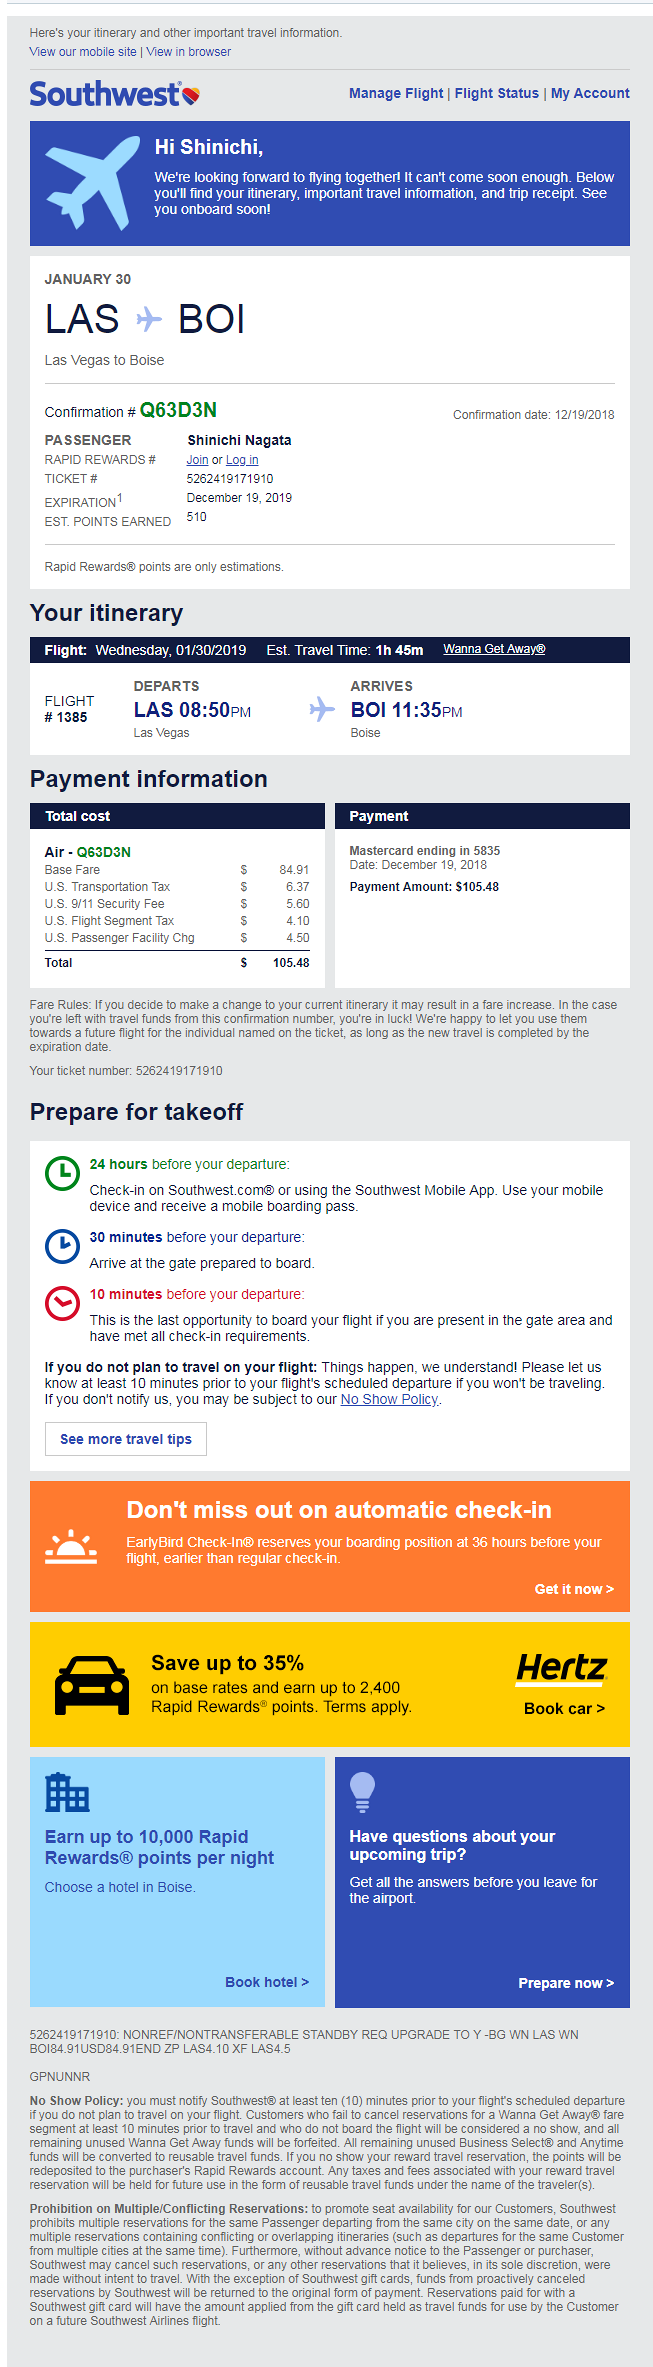 Here's your itinerary and other important travel information.
View our mobile site | View in browser
Southwest®
Manage Flight | Flight Status | My Account
Hi Shinichi,
We're looking forward to flying together! It can't come soon enough. Below
you'll find your itinerary, important travel information, and trip receipt. See
you onboard soon!
JANUARY 30
LAS BOI
Las Vegas to Boise
Confirmation # Q63D3N
Confirmation date: 12/19/2018
PASSENGER Shinichi Nagata
RAPID REWARDS # Join or Log in
TICKET # 5262419171910
EXPIRATION1 December 19, 2019
EST. POINTS EARNED 510
Rapid Rewards® points are only estimations.
Your itinerary
Flight: Wednesday, 01/30/2019 Est. Travel Time: 1h 45m Wanna Get Away®
FLIGHT
# 1385
DEPARTS
LAS 08:50PM
Las Vegas
ARRIVES
BOI 11:35PM
Boise
Payment information
Total cost
Air - Q63D3N
Base Fare $ 84.91
U.S. Transportation Tax $ 6.37
U.S. 9/11 Security Fee $ 5.60
U.S. Flight Segment Tax $ 4.10
U.S. Passenger Facility Chg $ 4.50
Total $ 105.48
Payment
Mastercard ending in 5835
Date: December 19, 2018
Payment Amount: $105.48
Fare Rules: If you decide to make a change to your current itinerary it may result in a fare increase. In the case
you're left with travel funds from this confirmation number, you're in luck! We're happy to let you use them
towards a future flight for the individual named on the ticket, as long as the new travel is completed by the
expiration date.
Your ticket number: 5262419171910
Prepare for takeoff
24 hours before your departure:
Check-in on Southwest.com® or using the Southwest Mobile App. Use your mobile
device and receive a mobile boarding pass.
30 minutes before your departure:
Arrive at the gate prepared to board.
10 minutes before your departure:
This is the last opportunity to board your flight if you are present in the gate area and
have met all check-in requirements.
If you do not plan to travel on your flight: Things happen, we understand! Please let us
know at least 10 minutes prior to your flight's scheduled departure if you won't be traveling.
If you don't notify us, you may be subject to our No Show Policy.
See more travel tips
Don't miss out on automatic check-in
EarlyBird Check-In® reserves your boarding position at 36 hours before your
flight, earlier than regular check-in.
Get it now >
Save up to 35%
on base rates and earn up to 2,400
Rapid Rewards® points. Terms apply.
Hertz
Book car >
Earn up to 10,000 Rapid
Rewards® points per night
Choose a hotel in Boise.
Book hotel >
Have questions about your
upcoming trip?
Get all the answers before you leave for
the airport.
Prepare now >
5262419171910: NONREF/NONTRANSFERABLE STANDBY REQ UPGRADE TO Y -BG WN LAS WN
BOI84.91USD84.91END ZP LAS4.10 XF LAS4.5
GPNUNNR
No Show Policy: you must notify Southwest® at least ten (10) minutes prior to your flight's scheduled departure
if you do not plan to travel on your flight. Customers who fail to cancel reservations for a Wanna Get Away® fare
segment at least 10 minutes prior to travel and who do not board the flight will be considered a no show, and all
remaining unused Wanna Get Away funds will be forfeited. All remaining unused Business Select® and Anytime
funds will be converted to reusable travel funds. If you no show your reward travel reservation, the points will be
redeposited to the purchaser's Rapid Rewards account. Any taxes and fees associated with your reward travel
reservation will be held for future use in the form of reusable travel funds under the name of the traveler(s).
Prohibition on Multiple/Conflicting Reservations: to promote seat availability for our Customers, Southwest
prohibits multiple reservations for the same Passenger departing from the same city on the same date, or any
multiple reservations containing conflicting or overlapping itineraries (such as departures for the same Customer
from multiple cities at the same time). Furthermore, without advance notice to the Passenger or purchaser,
Southwest may cancel such reservations, or any other reservations that it believes, in its sole discretion, were
made without intent to travel. With the exception of Southwest gift cards, funds from proactively canceled
reservations by Southwest will be returned to the original form of payment. Reservations paid for with a
Southwest gift card will have the amount applied from the gift card held as travel funds for use by the Customer
on a future Southwest Airlines flight.